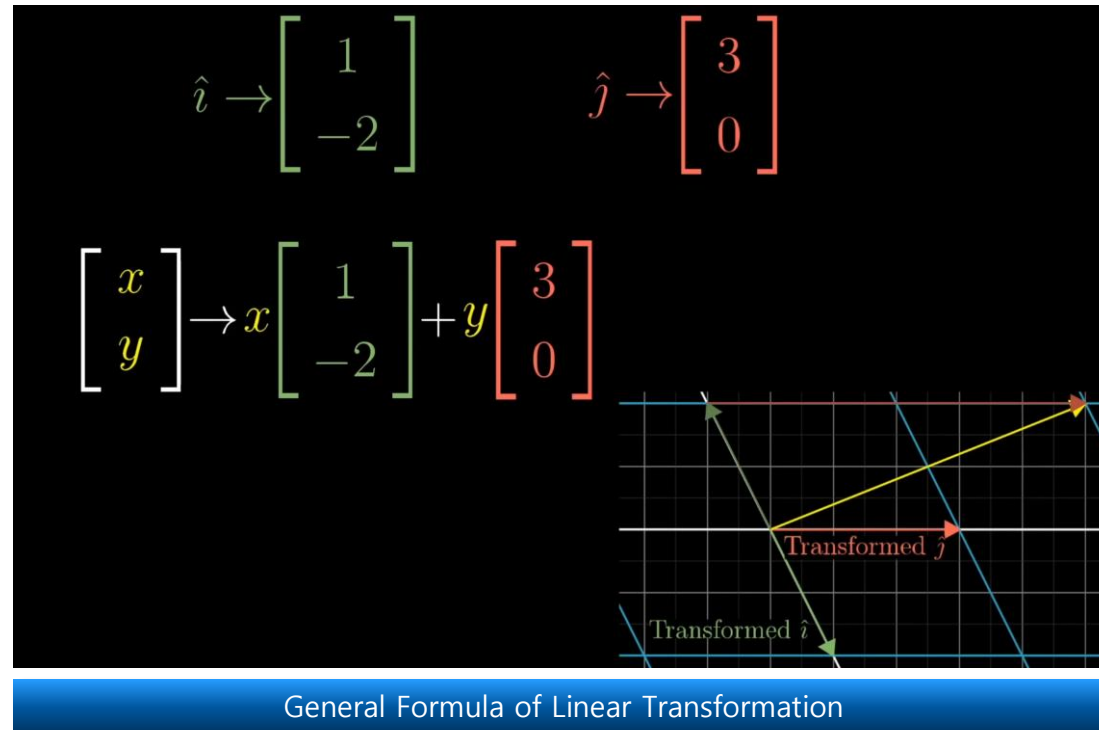 î → [1 −2] ĵ → [3 0]
[x y] → x [1 −2] + y [3 0]
Transformed ĵ
Transformed î
General Formula of Linear Transformation